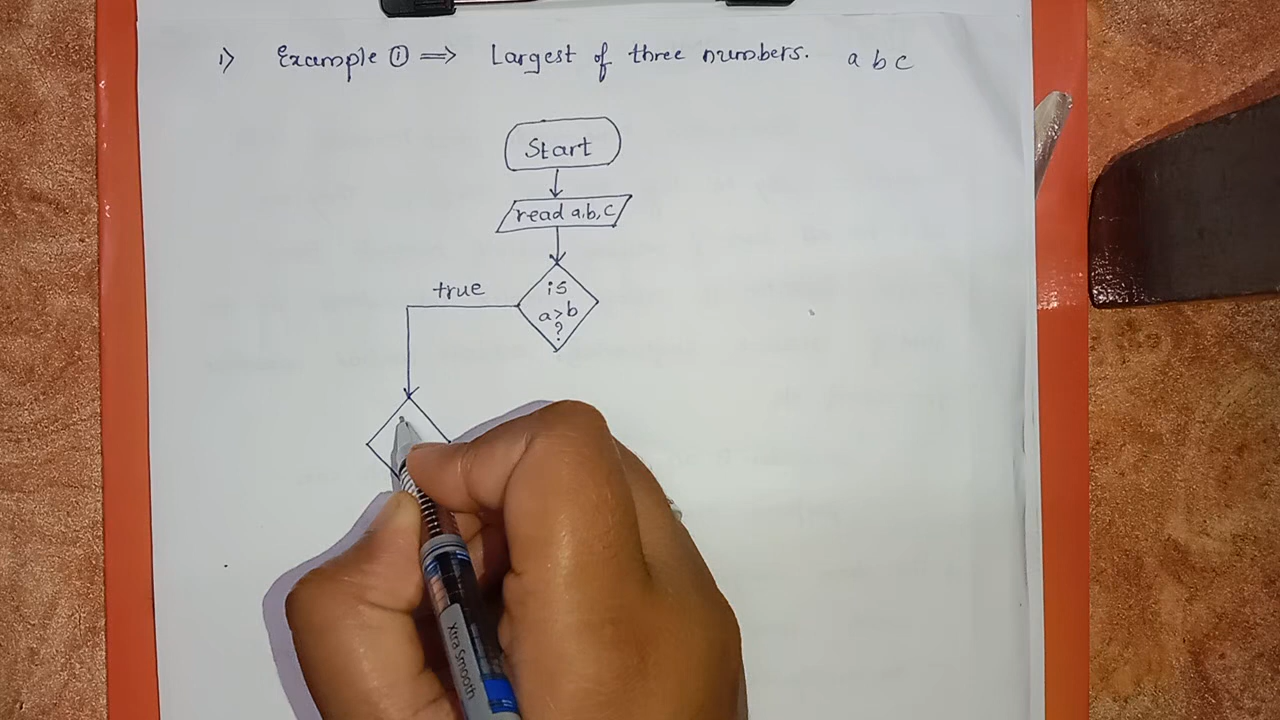 1) Example ① ⟹ Largest of three numbers. a b c
Start
read a,b,c
true
is
a>b
?
Xtra Smooth